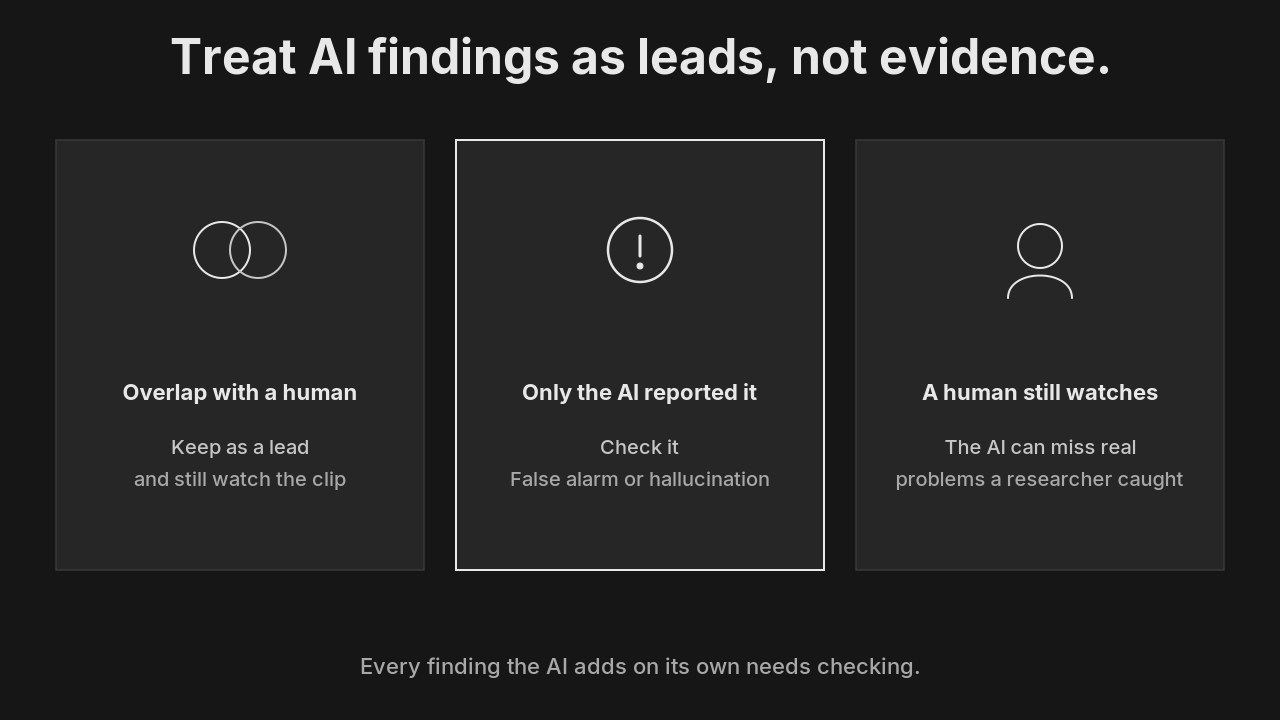 Treat AI findings as leads, not evidence.
Overlap with a human
Keep as a lead
and still watch the clip
Only the AI reported it
Check it
False alarm or hallucination
A human still watches
The AI can miss real
problems a researcher caught
Every finding the AI adds on its own needs checking.